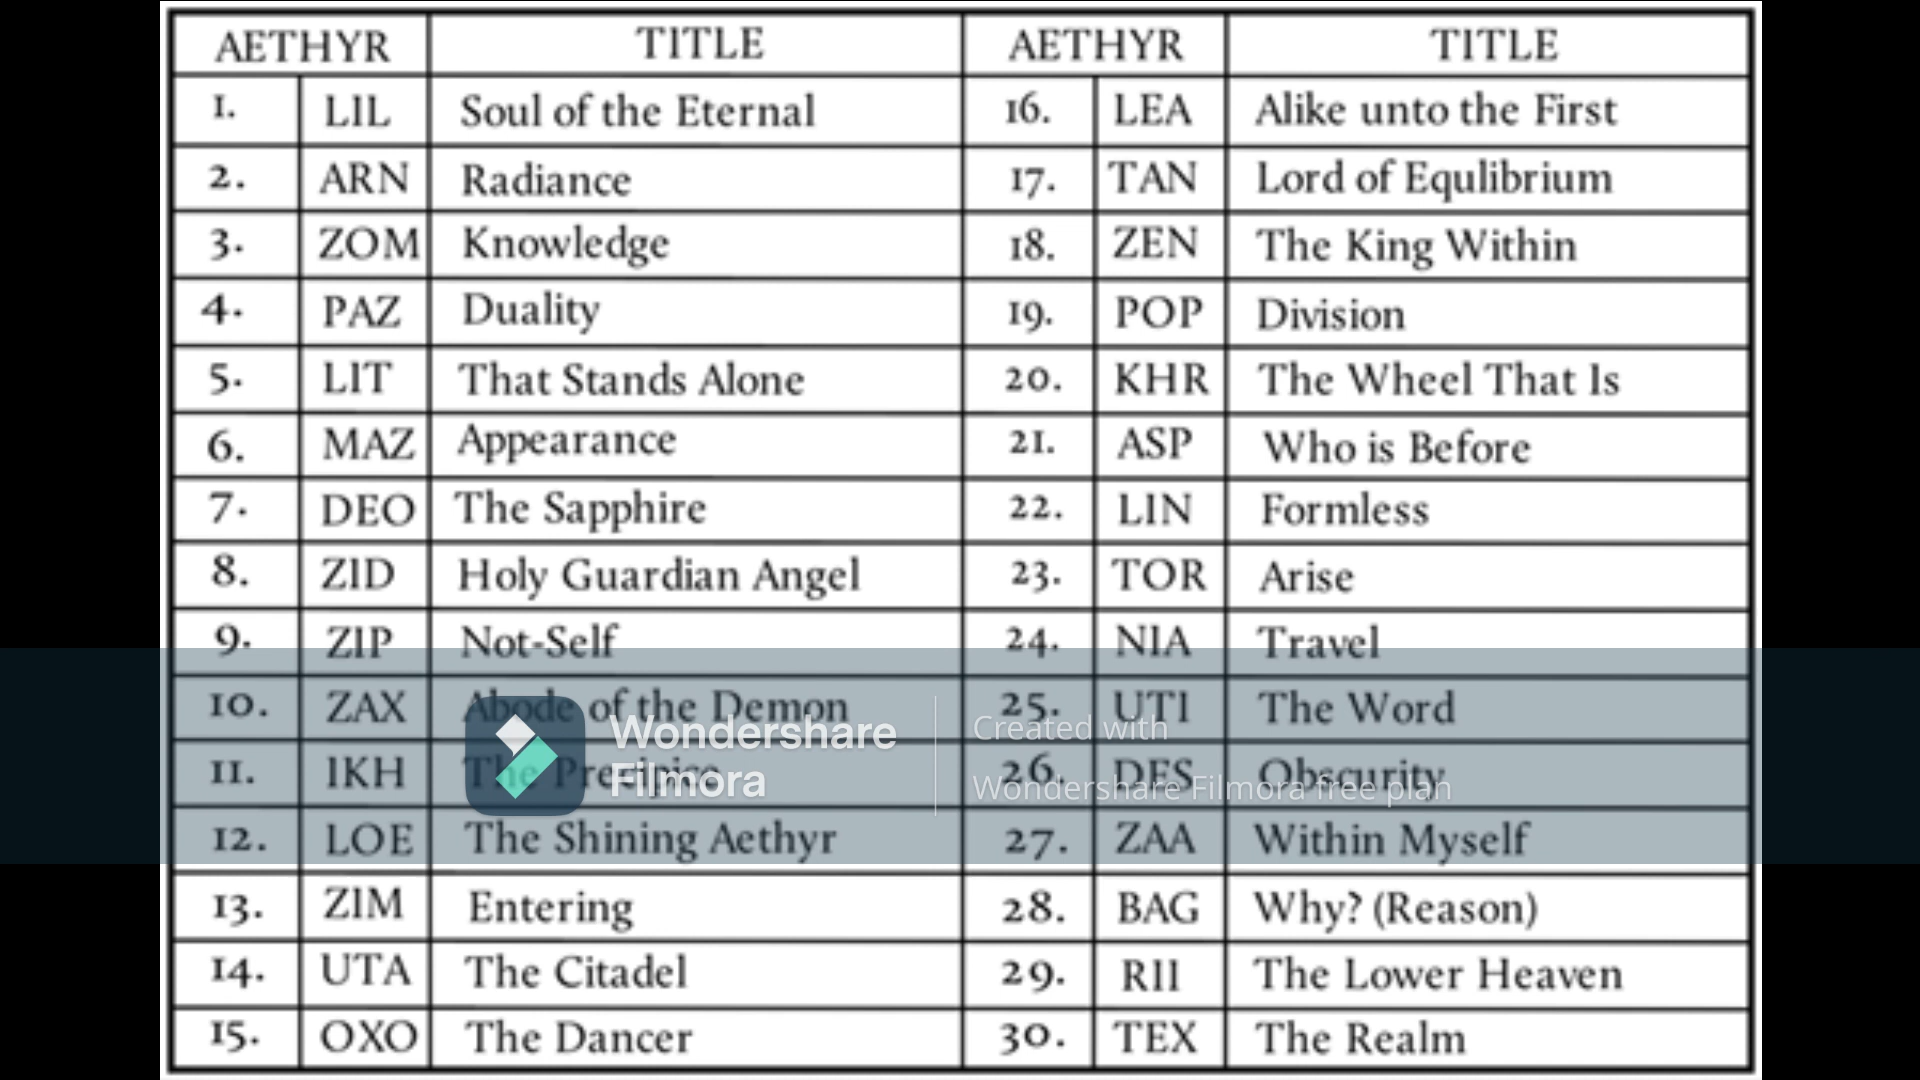 AETHYR TITLE AETHYR TITLE
1. LIL Soul of the Eternal 16. LEA Alike unto the First
2. ARN Radiance 17. TAN Lord of Equlibrium
3. ZOM Knowledge 18. ZEN The King Within
4. PAZ Duality 19. POP Division
5. LIT That Stands Alone 20. KHR The Wheel That Is
6. MAZ Appearance 21. ASP Who is Before
7. DEO The Sapphire 22. LIN Formless
8. ZID Holy Guardian Angel 23. TOR Arise
9. ZIP Not-Self 24. NIA Travel
10. ZAX Abode of the Demon 25. UTI The Word
Wondershare Created with
11. IKH The Precipice 26. DES Obscurity
Filmora Wondershare Filmora free plan
12. LOE The Shining Aethyr 27. ZAA Within Myself
13. ZIM Entering 28. BAG Why? (Reason)
14. UTA The Citadel 29. RII The Lower Heaven
15. OXO The Dancer 30. TEX The Realm